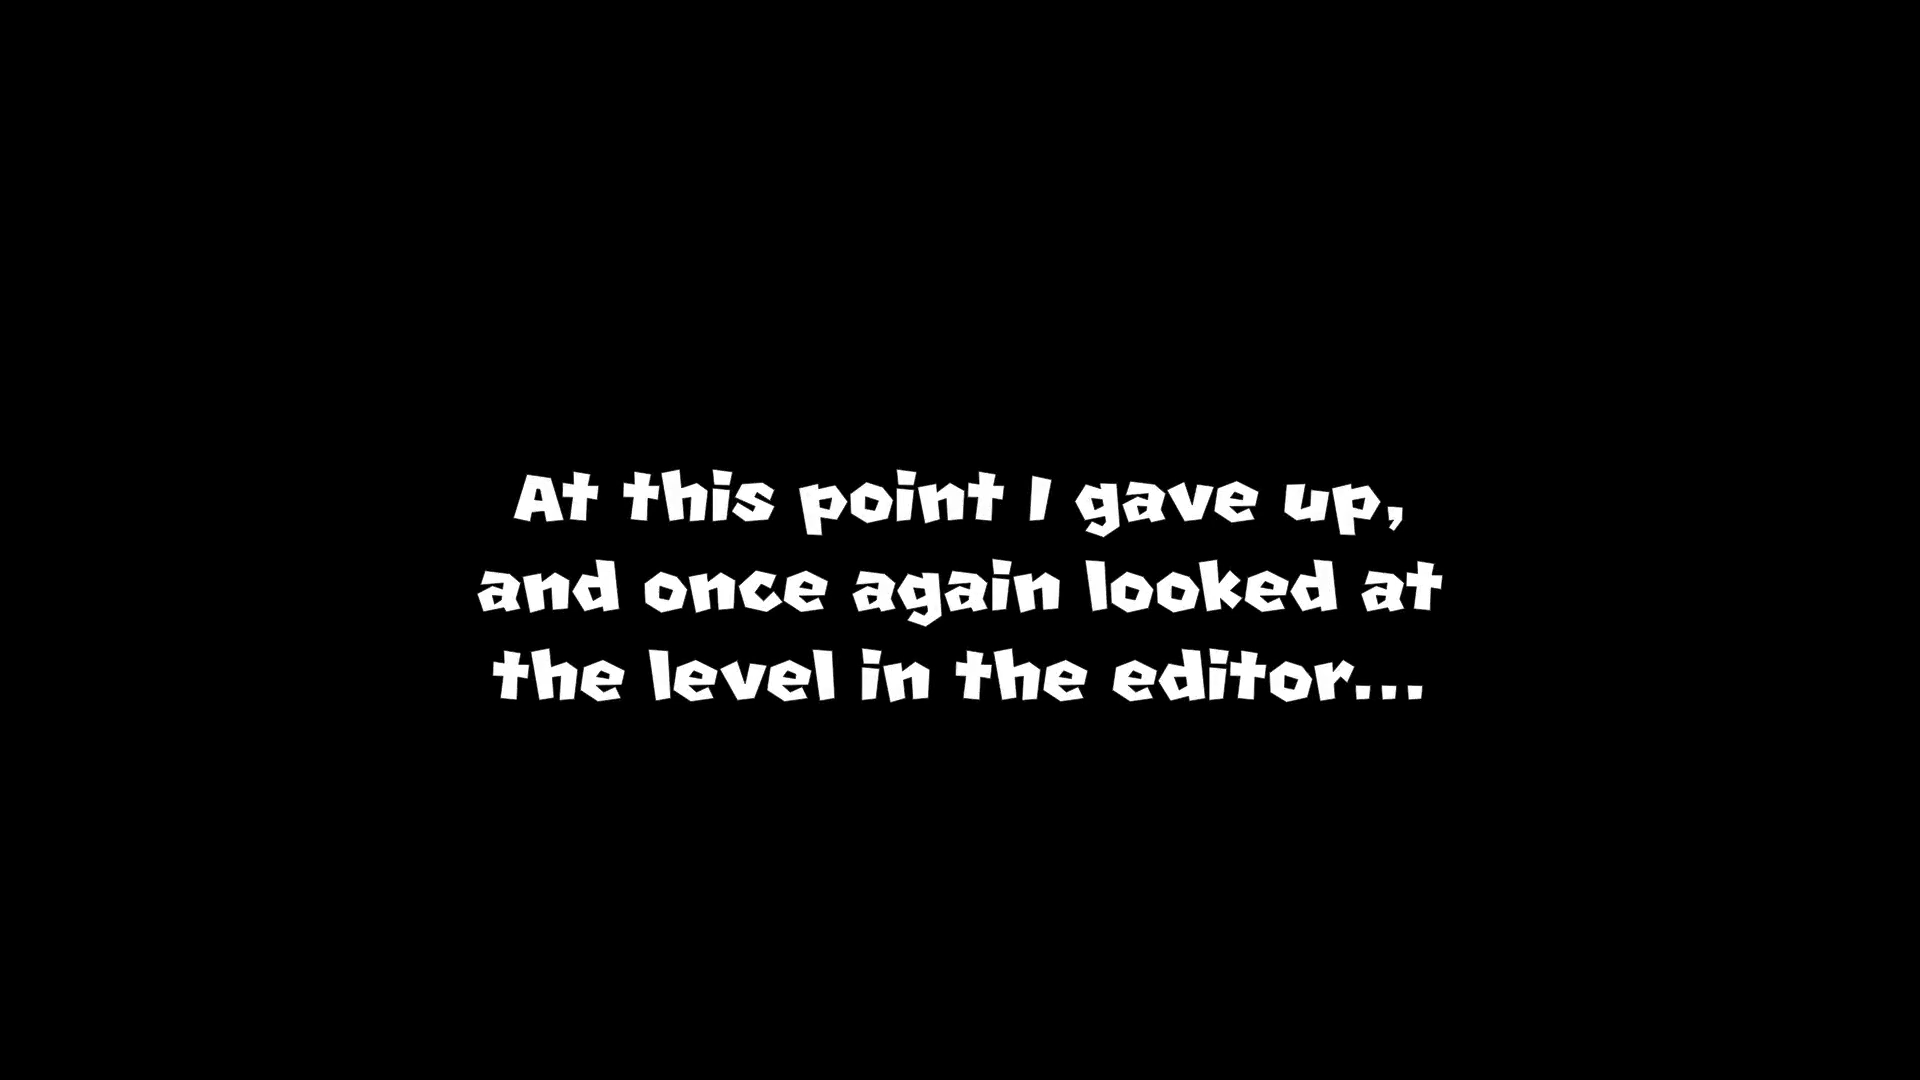 At this point I gave up,
and once again looked at
the level in the editor...